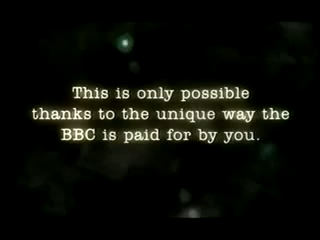 This is only possible
thanks to the unique way the
BBC is paid for by you.